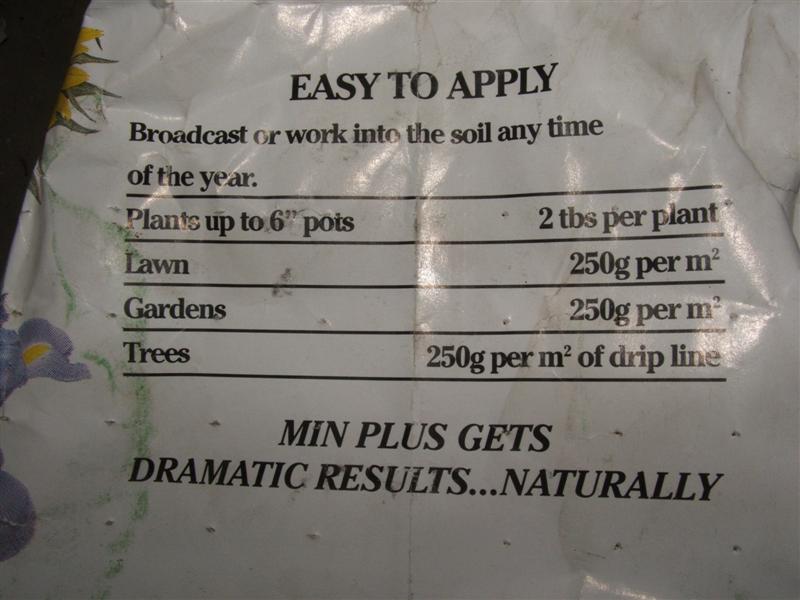 EASY TO APPLY
Broadcast or work into the soil any time
of the year.
Plants up to 6” pots 2 tbs per plant
Lawn 250g per m²
Gardens 250g per m²
Trees 250g per m² of drip line
MIN PLUS GETS
DRAMATIC RESULTS...NATURALLY